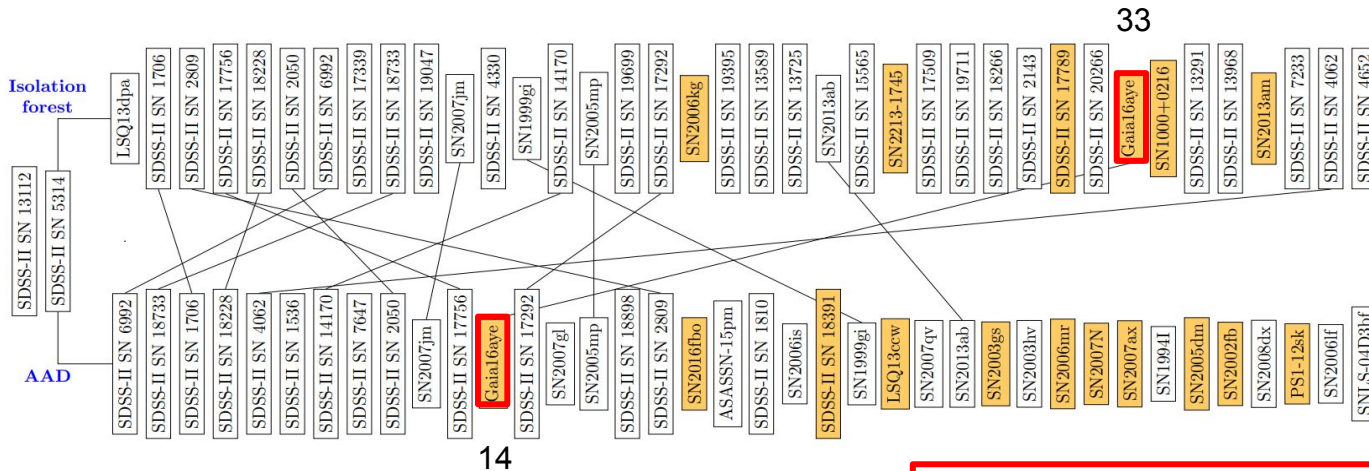 33
Isolation
forest
LSQ13dpa
SDSS-II SN 1706
SDSS-II SN 2809
SDSS-II SN 17756
SDSS-II SN 18228
SDSS-II SN 2050
SDSS-II SN 6992
SDSS-II SN 17339
SDSS-II SN 18733
SDSS-II SN 19047
SN2007jm
SDSS-II SN 4330
SN1999gi
SDSS-II SN 14170
SN2005mp
SDSS-II SN 19699
SDSS-II SN 17292
SN2006kg
SDSS-II SN 19395
SDSS-II SN 13589
SDSS-II SN 13725
SN2013ab
SDSS-II SN 15565
SN2213-1745
SDSS-II SN 17509
SDSS-II SN 19711
SDSS-II SN 18266
SDSS-II SN 2143
SDSS-II SN 17789
SDSS-II SN 20266
Gaia16aye
SN1000+0216
SDSS-II SN 13291
SDSS-II SN 13968
SN2013am
SDSS-II SN 7233
SDSS-II SN 4062
SDSS-II SN 4652
SDSS-II SN 13112
SDSS-II SN 5314
AAD
SDSS-II SN 6992
SDSS-II SN 18733
SDSS-II SN 1706
SDSS-II SN 18228
SDSS-II SN 4062
SDSS-II SN 1536
SDSS-II SN 14170
SDSS-II SN 7647
SDSS-II SN 2050
SN2007jm
SDSS-II SN 17756
Gaia16aye
SDSS-II SN 17292
SN2007gl
SN2005mp
SDSS-II SN 18898
SDSS-II SN 2809
SN2016fbo
ASASSN-15pm
SDSS-II SN 1810
SN2006is
SDSS-II SN 18391
SN1999gi
LSQ13ccw
SN2007qv
SN2013ab
SN2003gs
SN2003hv
SN2006mr
SN2007N
SN2007ax
SN1994I
SN2005dm
SN2002fb
SN2008dx
PS1-12sk
SN2006lf
SNLS-04D3bf
14